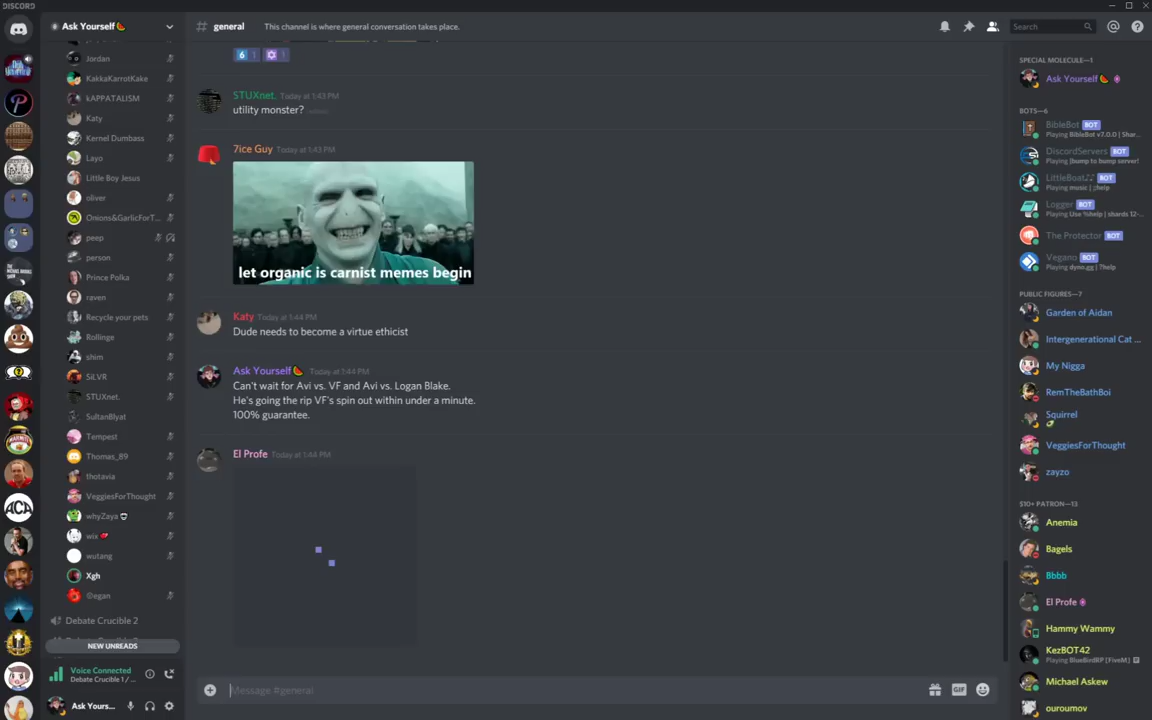 DISCORD
Ask Yourself🍉
Jordan
KakkaKarrotKake
kAPPATALISM
Katy
Kernel Dumbass
Layo
Little Boy Jesus
oliver
Onions&GarlicForT...
peep
person
Prince Polka
raven
Recycle your pets
Rollinge
shim
SiLVR
STUXnet.
SultanBlyat
Tempest
Thomas_89
thotavia
VeggiesForThought
whyZaya
wix
wutang
Xgh
Debate Crucible 2
NEW UNREADS
Voice Connected
Debate Crucible 1 / ...
Ask Yours...
# general
This channel is where general conversation takes place.
Search
6 1
1
STUXnet. Today at 1:43 PM
utility monster?
7ice Guy Today at 1:43 PM
let organic is carnist memes begin
Katy Today at 1:44 PM
Dude needs to become a virtue ethicist
Ask Yourself🍉 Today at 1:44 PM
Can't wait for Avi vs. VF and Avi vs. Logan Blake.
He's going the rip VF's spin out within under a minute.
100% guarantee.
El Profe Today at 1:44 PM
Message #general
GIF
SPECIAL MOLECULE—1
Ask Yourself🍉
BOTS—6
BibleBot BOT
Playing BibleBot v7.0.0 | Shar...
DiscordServers BOT
Playing !bump to bump server!
LittleBoat♫♪ BOT
Playing music | ;;help
Logger BOT
Playing Use %help | shards 12-...
The Protector BOT
Vegano BOT
Playing dyno.gg | ?help
PUBLIC FIGURES—7
Garden of Aidan
Intergenerational Cat ...
My Nigga
RemTheBathBoi
Squirrel
VeggiesForThought
zayzo
$10+ PATRON—13
Anemia
Bagels
Bbbb
El Profe
Hammy Wammy
KezBOT42
Playing BlueBirdRP [FiveM]
Michael Askew
ouroumov